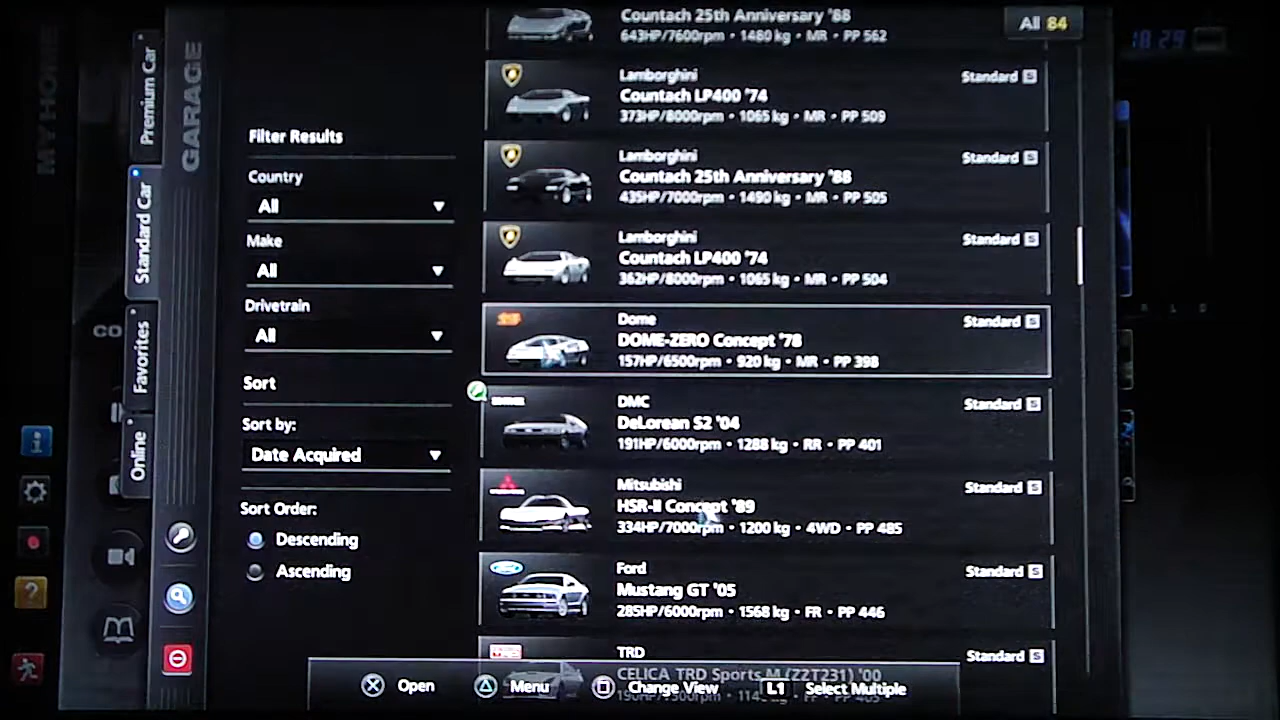 MY HOME
GARAGE
Premium Car
Standard Car
Favorites
Online
Filter Results
Country
All
Make
All
Drivetrain
All
Sort
Sort by:
Date Acquired
Sort Order:
Descending
Ascending
All 84
18 29
Countach 25th Anniversary '88
643HP/7600rpm • 1480 kg • MR • PP 562
Lamborghini
Standard S
Countach LP400 '74
373HP/8000rpm • 1065 kg • MR • PP 509
Lamborghini
Standard S
Countach 25th Anniversary '88
435HP/7000rpm • 1490 kg • MR • PP 505
Lamborghini
Standard S
Countach LP400 '74
362HP/8000rpm • 1065 kg • MR • PP 504
Dome
Standard S
DOME-ZERO Concept '78
157HP/6500rpm • 920 kg • MR • PP 398
DMC
Standard S
DeLorean S2 '04
191HP/6000rpm • 1288 kg • RR • PP 401
Mitsubishi
Standard S
HSR-II Concept '89
334HP/7000rpm • 1200 kg • 4WD • PP 485
Ford
Standard S
Mustang GT '05
285HP/6000rpm • 1568 kg • FR • PP 446
TRD
Standard S
CELICA TRD Sports M (ZZT231) '00
CO
Open
Menu
Change View
L1 Select Multiple